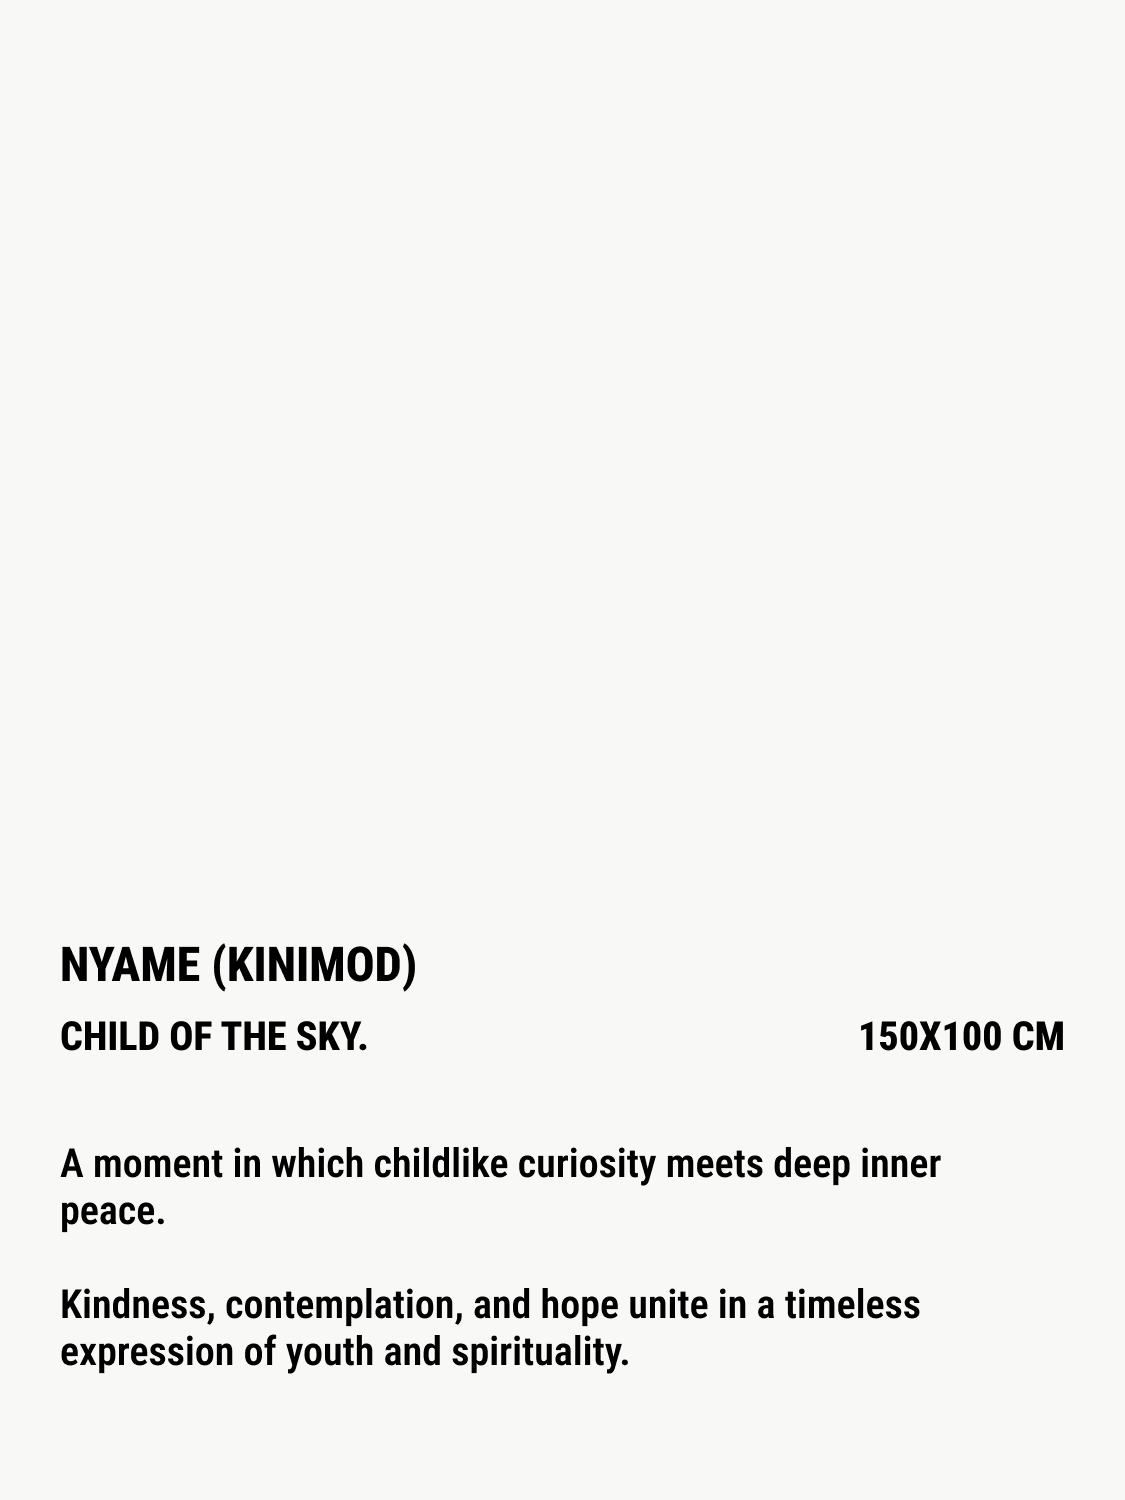 NYAME (KINIMOD)
CHILD OF THE SKY. 150X100 CM
A moment in which childlike curiosity meets deep inner
peace.
Kindness, contemplation, and hope unite in a timeless
expression of youth and spirituality.